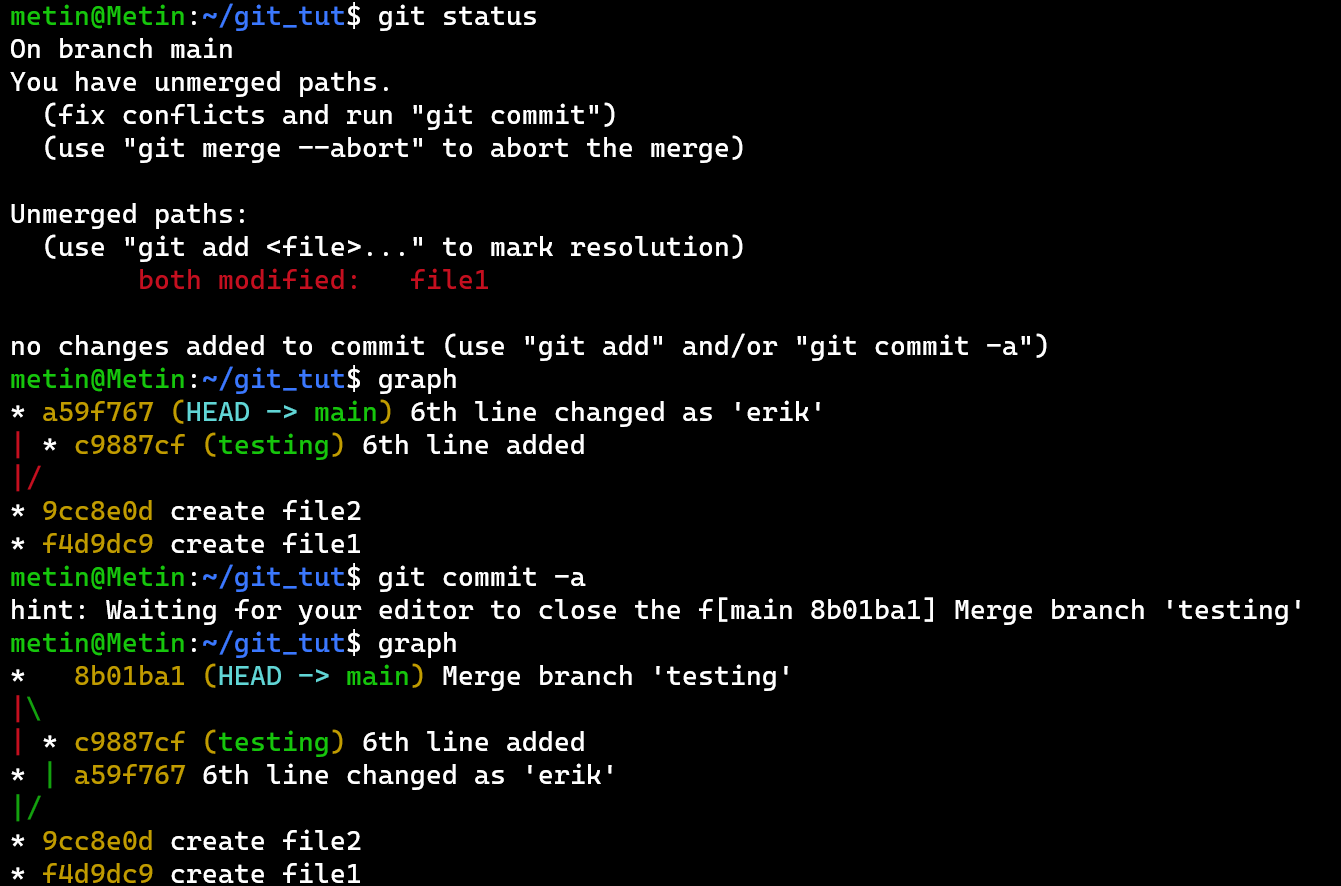 metin@Metin:~/git_tut$ git status
On branch main
You have unmerged paths.
  (fix conflicts and run "git commit")
  (use "git merge --abort" to abort the merge)

Unmerged paths:
  (use "git add <file>..." to mark resolution)
        both modified:   file1

no changes added to commit (use "git add" and/or "git commit -a")
metin@Metin:~/git_tut$ graph
* a59f767 (HEAD -> main) 6th line changed as 'erik'
| * c9887cf (testing) 6th line added
|/
* 9cc8e0d create file2
* f4d9dc9 create file1
metin@Metin:~/git_tut$ git commit -a
hint: Waiting for your editor to close the f[main 8b01ba1] Merge branch 'testing'
metin@Metin:~/git_tut$ graph
*   8b01ba1 (HEAD -> main) Merge branch 'testing'
|\
| * c9887cf (testing) 6th line added
* | a59f767 6th line changed as 'erik'
|/
* 9cc8e0d create file2
* f4d9dc9 create file1